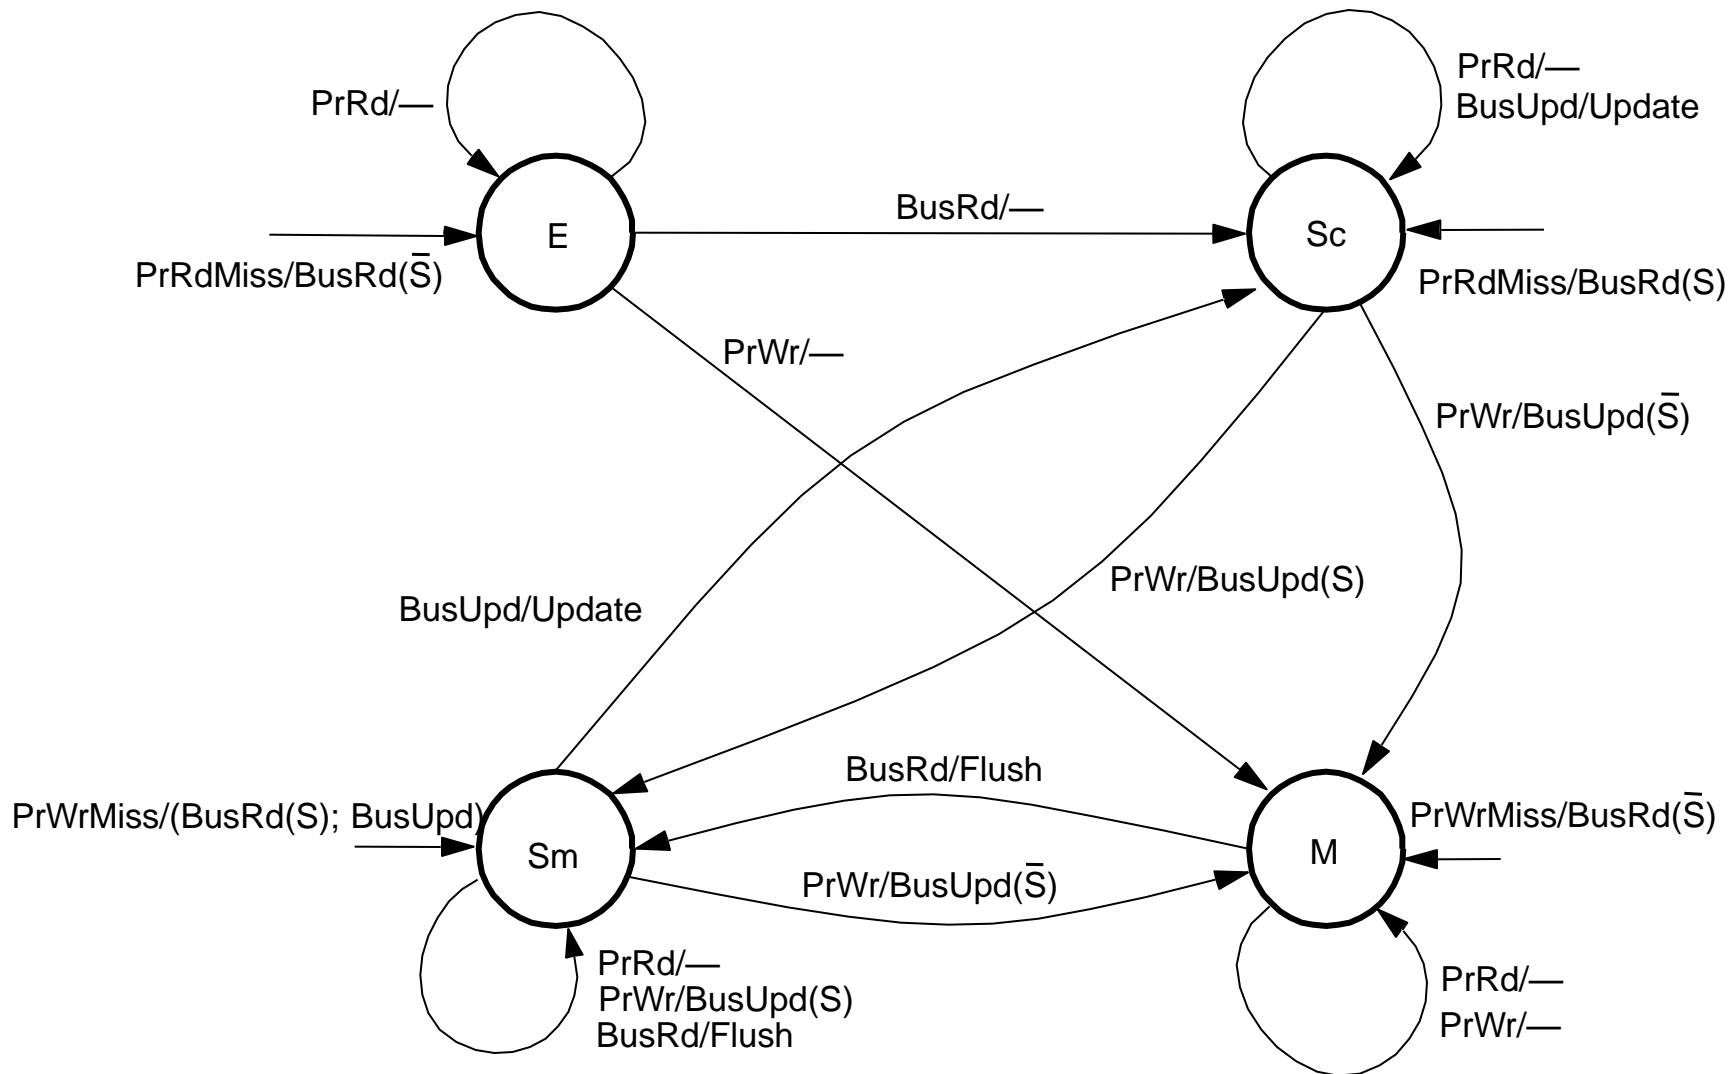 PrRd/—
PrRd/—
BusUpd/Update
BusRd/—
E
Sc
PrRdMiss/BusRd(S̅)
PrRdMiss/BusRd(S)
PrWr/—
PrWr/BusUpd(S̅)
PrWr/BusUpd(S)
BusUpd/Update
BusRd/Flush
PrWrMiss/(BusRd(S); BusUpd)
PrWrMiss/BusRd(S̅)
Sm
M
PrWr/BusUpd(S̅)
PrRd/—
PrWr/BusUpd(S)
BusRd/Flush
PrRd/—
PrWr/—